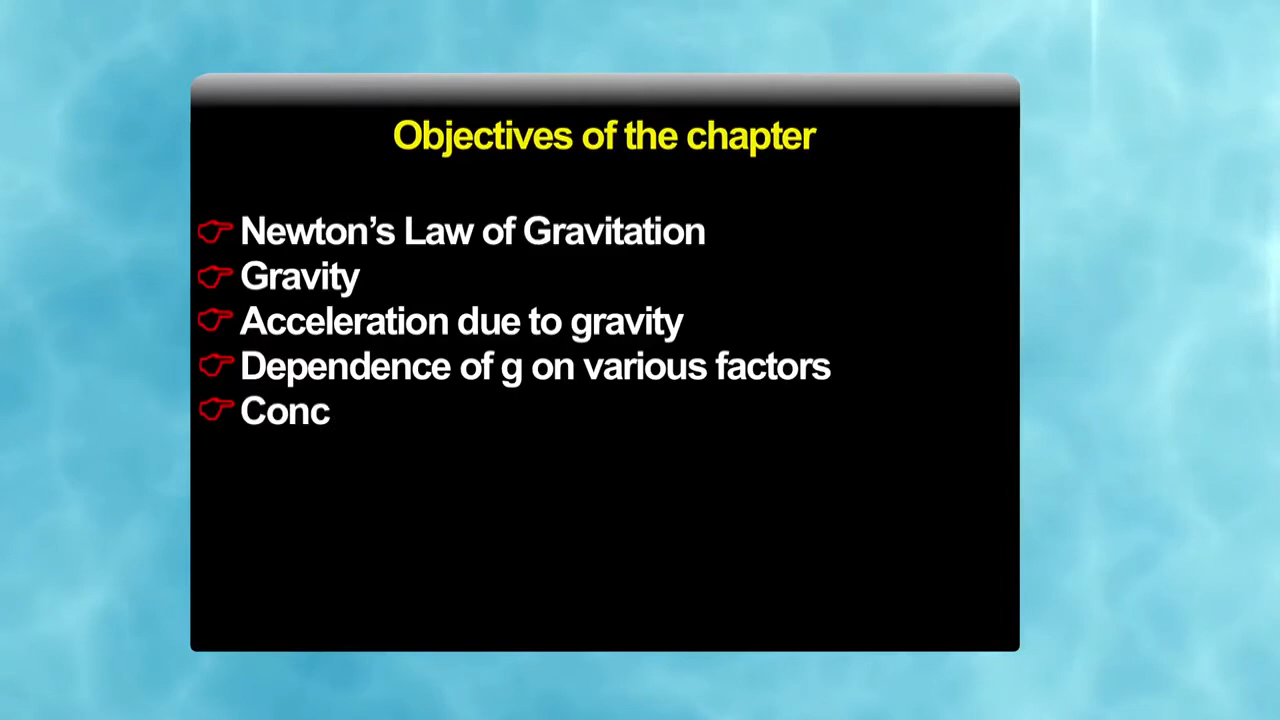 Objectives of the chapter
Newton’s Law of Gravitation
Gravity
Acceleration due to gravity
Dependence of g on various factors
Conc